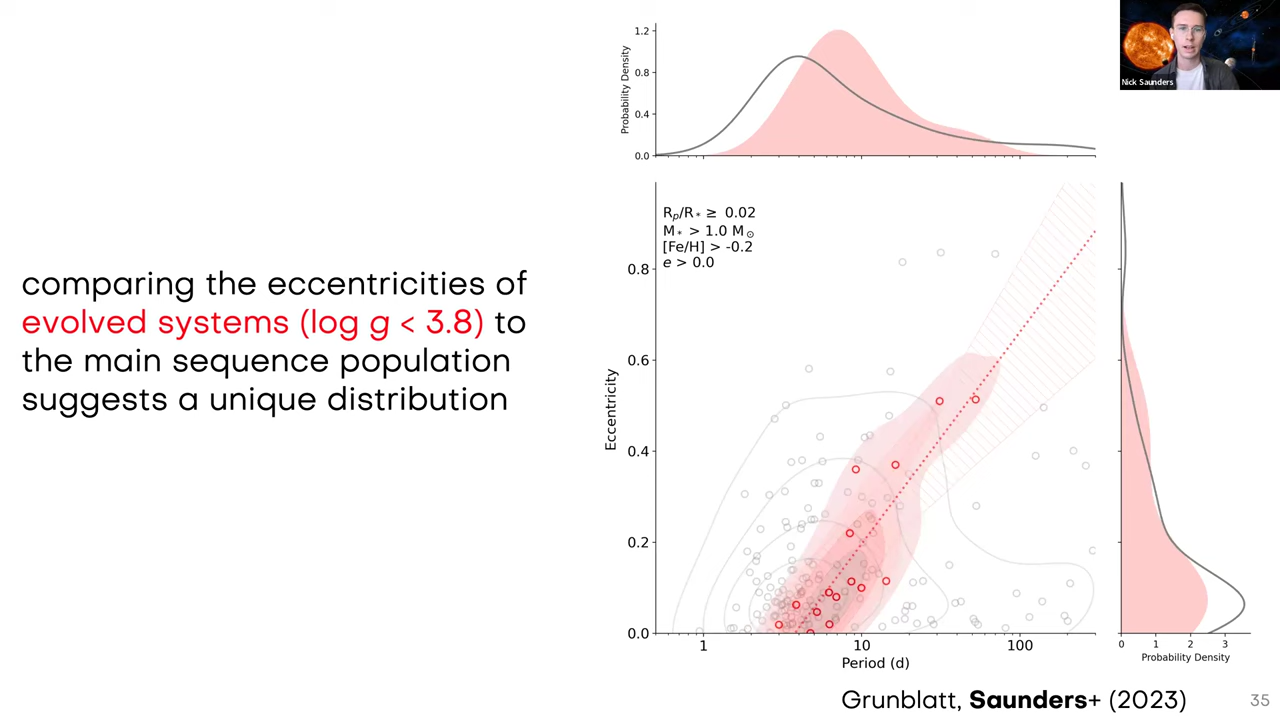 comparing the eccentricities of
evolved systems (log g < 3.8) to
the main sequence population
suggests a unique distribution
Probability Density
1.2
0.8
0.4
0.0
Nick Saunders
Rp/R* ≥ 0.02
M* > 1.0 M⊙
[Fe/H] > -0.2
e > 0.0
Eccentricity
0.8
0.6
0.4
0.2
0.0
1 10 100
Period (d)
0 1 2 3
Probability Density
Grunblatt, Saunders+ (2023)
35